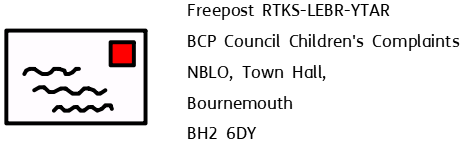 Freepost RTKS-LEBR-YTAR
BCP Council Children's Complaints
NBLO, Town Hall,
Bournemouth
BH2 6DY